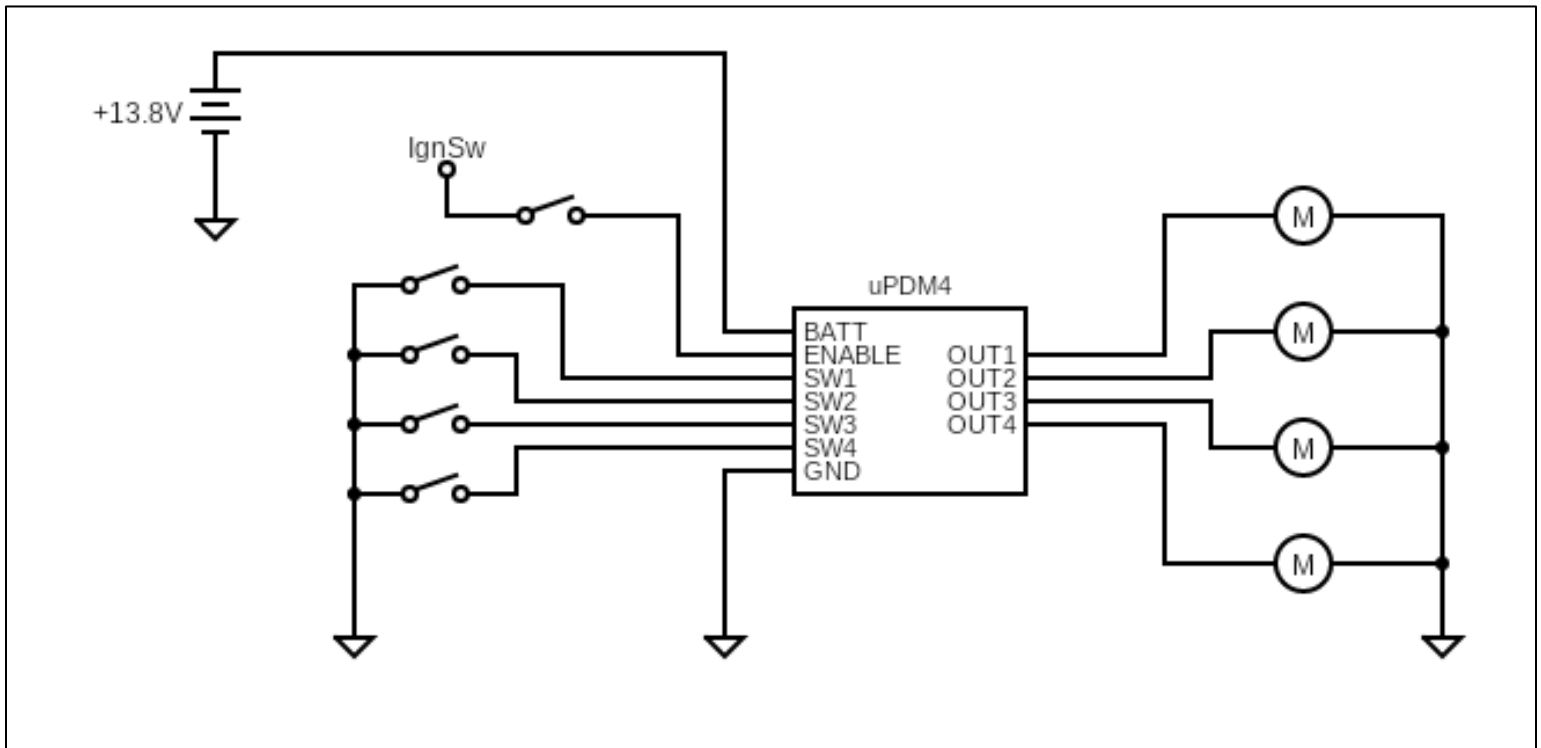 +13.8V
IgnSw
uPDM4
BATT
ENABLE
SW1
SW2
SW3
SW4
GND
OUT1
OUT2
OUT3
OUT4
M
M
M
M